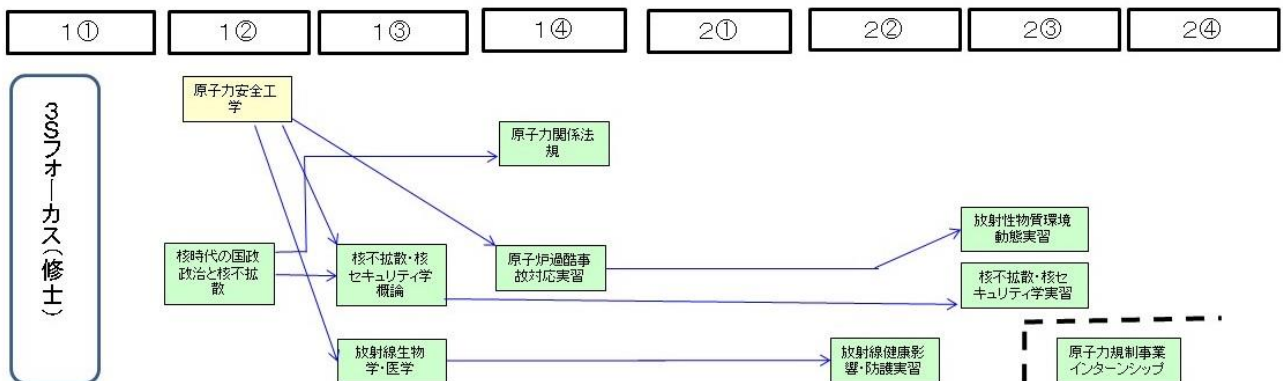 1① 1② 1③ 1④ 2① 2② 2③ 2④
3Sフォーカス(修士)
原子力安全工
学
原子力関係法
規
核時代の国政
政治と核不拡
散
核不拡散・核
セキュリティ学
概論
原子炉過酷事
故対応実習
放射性物質環境
動態実習
核不拡散・核セ
キュリティ学実習
放射線生物
学・医学
放射線健康影
響・防護実習
原子力規制事業
インターンシップ